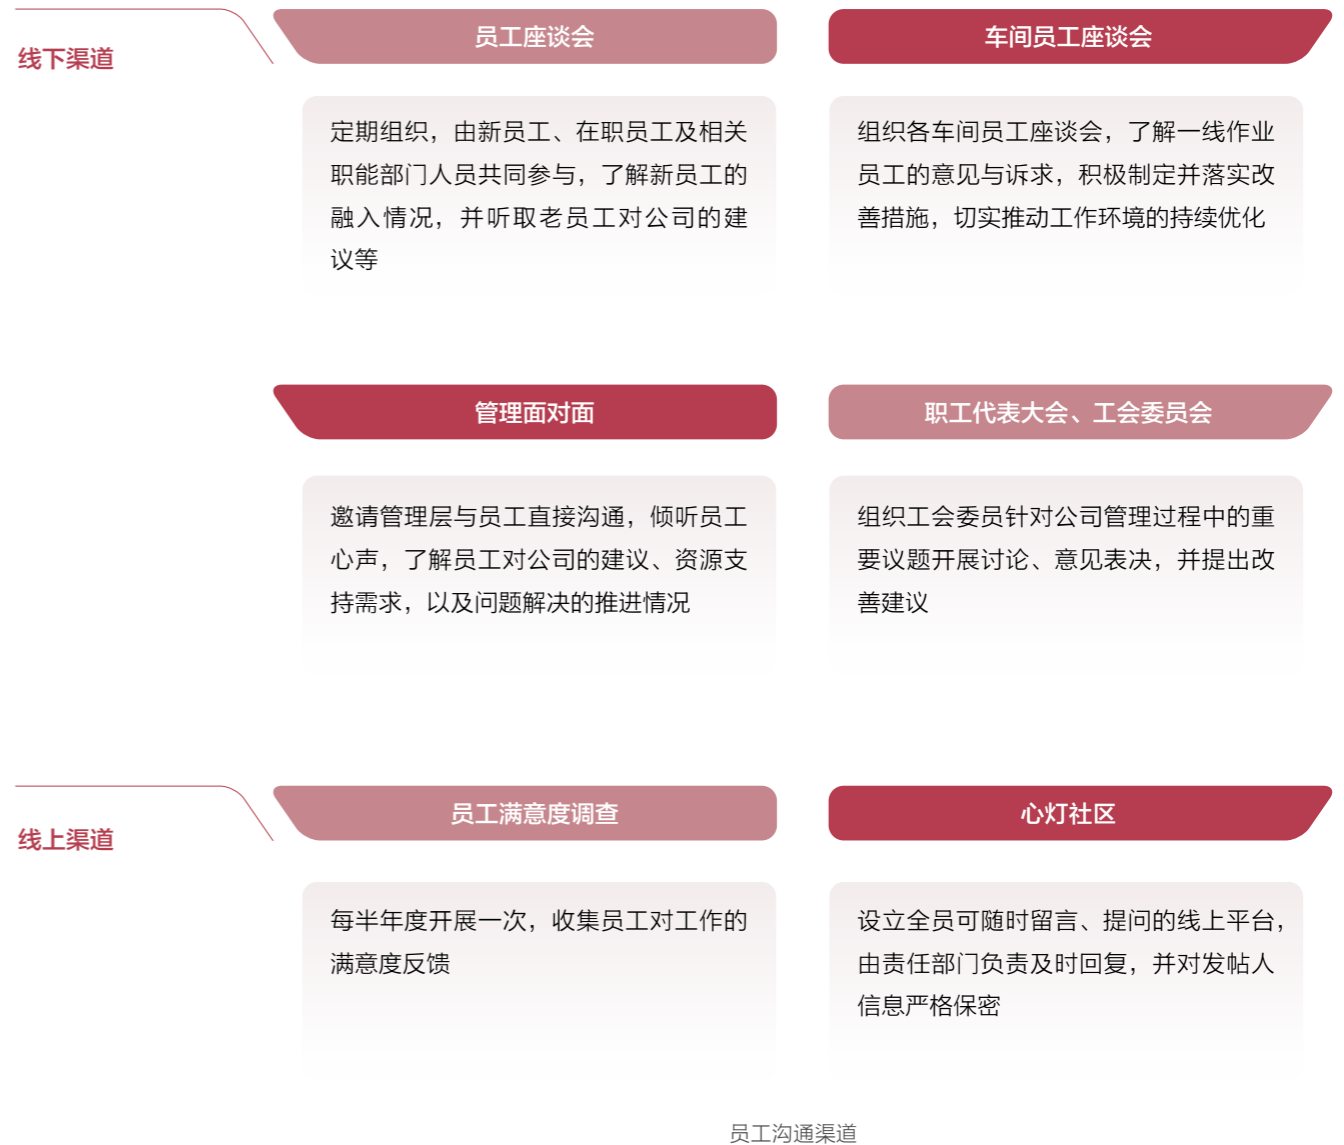 线下渠道
员工座谈会
定期组织，由新员工、在职员工及相关
职能部门人员共同参与，了解新员工的
融入情况，并听取老员工对公司的建
议等
车间员工座谈会
组织各车间员工座谈会，了解一线作业
员工的意见与诉求，积极制定并落实改
善措施，切实推动工作环境的持续优化
管理面对面
邀请管理层与员工直接沟通，倾听员工
心声，了解员工对公司的建议、资源支
持需求，以及问题解决的推进情况
职工代表大会、工会委员会
组织工会委员针对公司管理过程中的重
要议题开展讨论、意见表决，并提出改
善建议
线上渠道
员工满意度调查
每半年度开展一次，收集员工对工作的
满意度反馈
心灯社区
设立全员可随时留言、提问的线上平台，
由责任部门负责及时回复，并对发帖人
信息严格保密
员工沟通渠道